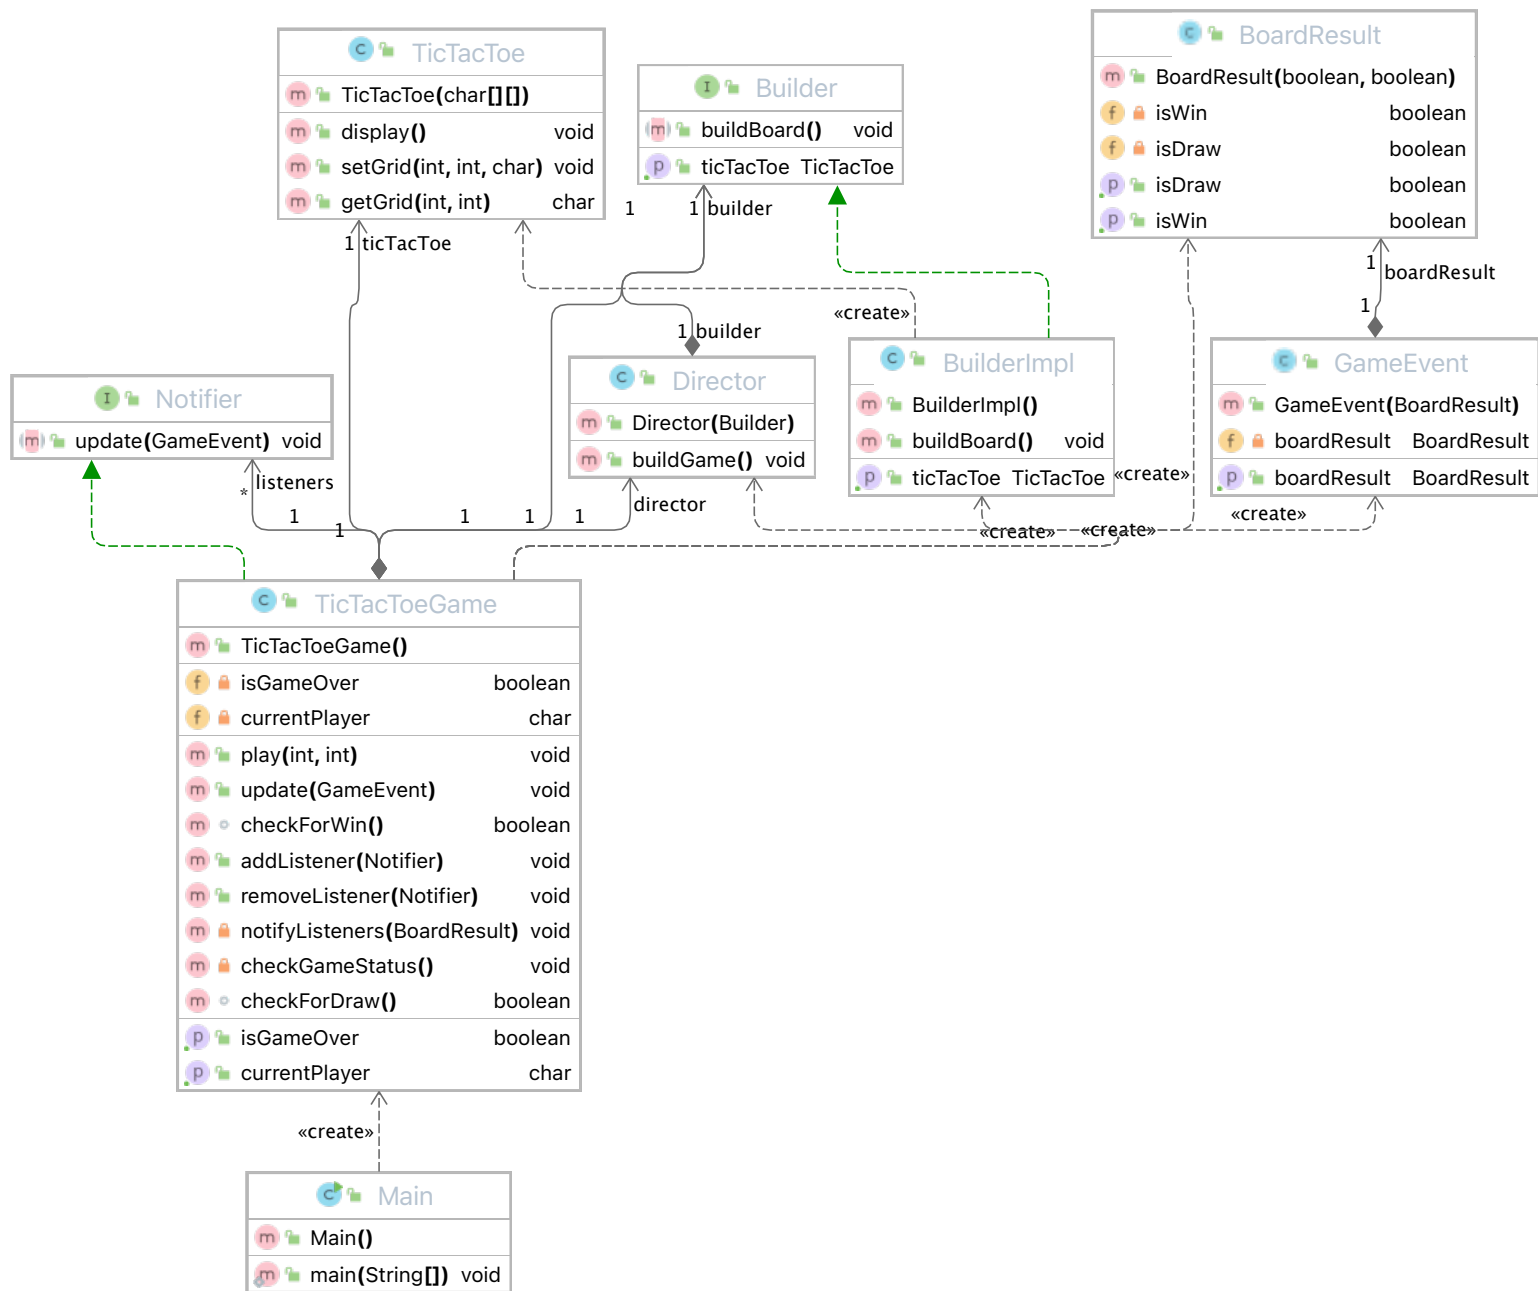 TicTacToe
TicTacToe(char[][])
display() void
setGrid(int, int, char) void
getGrid(int, int) char
Builder
buildBoard() void
ticTacToe TicTacToe
BoardResult
BoardResult(boolean, boolean)
isWin boolean
isDraw boolean
isDraw boolean
isWin boolean
1
1 builder
1 ticTacToe
1
boardResult
1
«create»
1 builder
Notifier
update(GameEvent) void
Director
Director(Builder)
buildGame() void
BuilderImpl
BuilderImpl()
buildBoard() void
ticTacToe TicTacToe
GameEvent
GameEvent(BoardResult)
boardResult BoardResult
boardResult BoardResult
«create»
listeners
*
director
1
1
1
1
1
«create»
«create»
«create»
TicTacToeGame
TicTacToeGame()
isGameOver boolean
currentPlayer char
play(int, int) void
update(GameEvent) void
checkForWin() boolean
addListener(Notifier) void
removeListener(Notifier) void
notifyListeners(BoardResult) void
checkGameStatus() void
checkForDraw() boolean
isGameOver boolean
currentPlayer char
«create»
Main
Main()
main(String[]) void